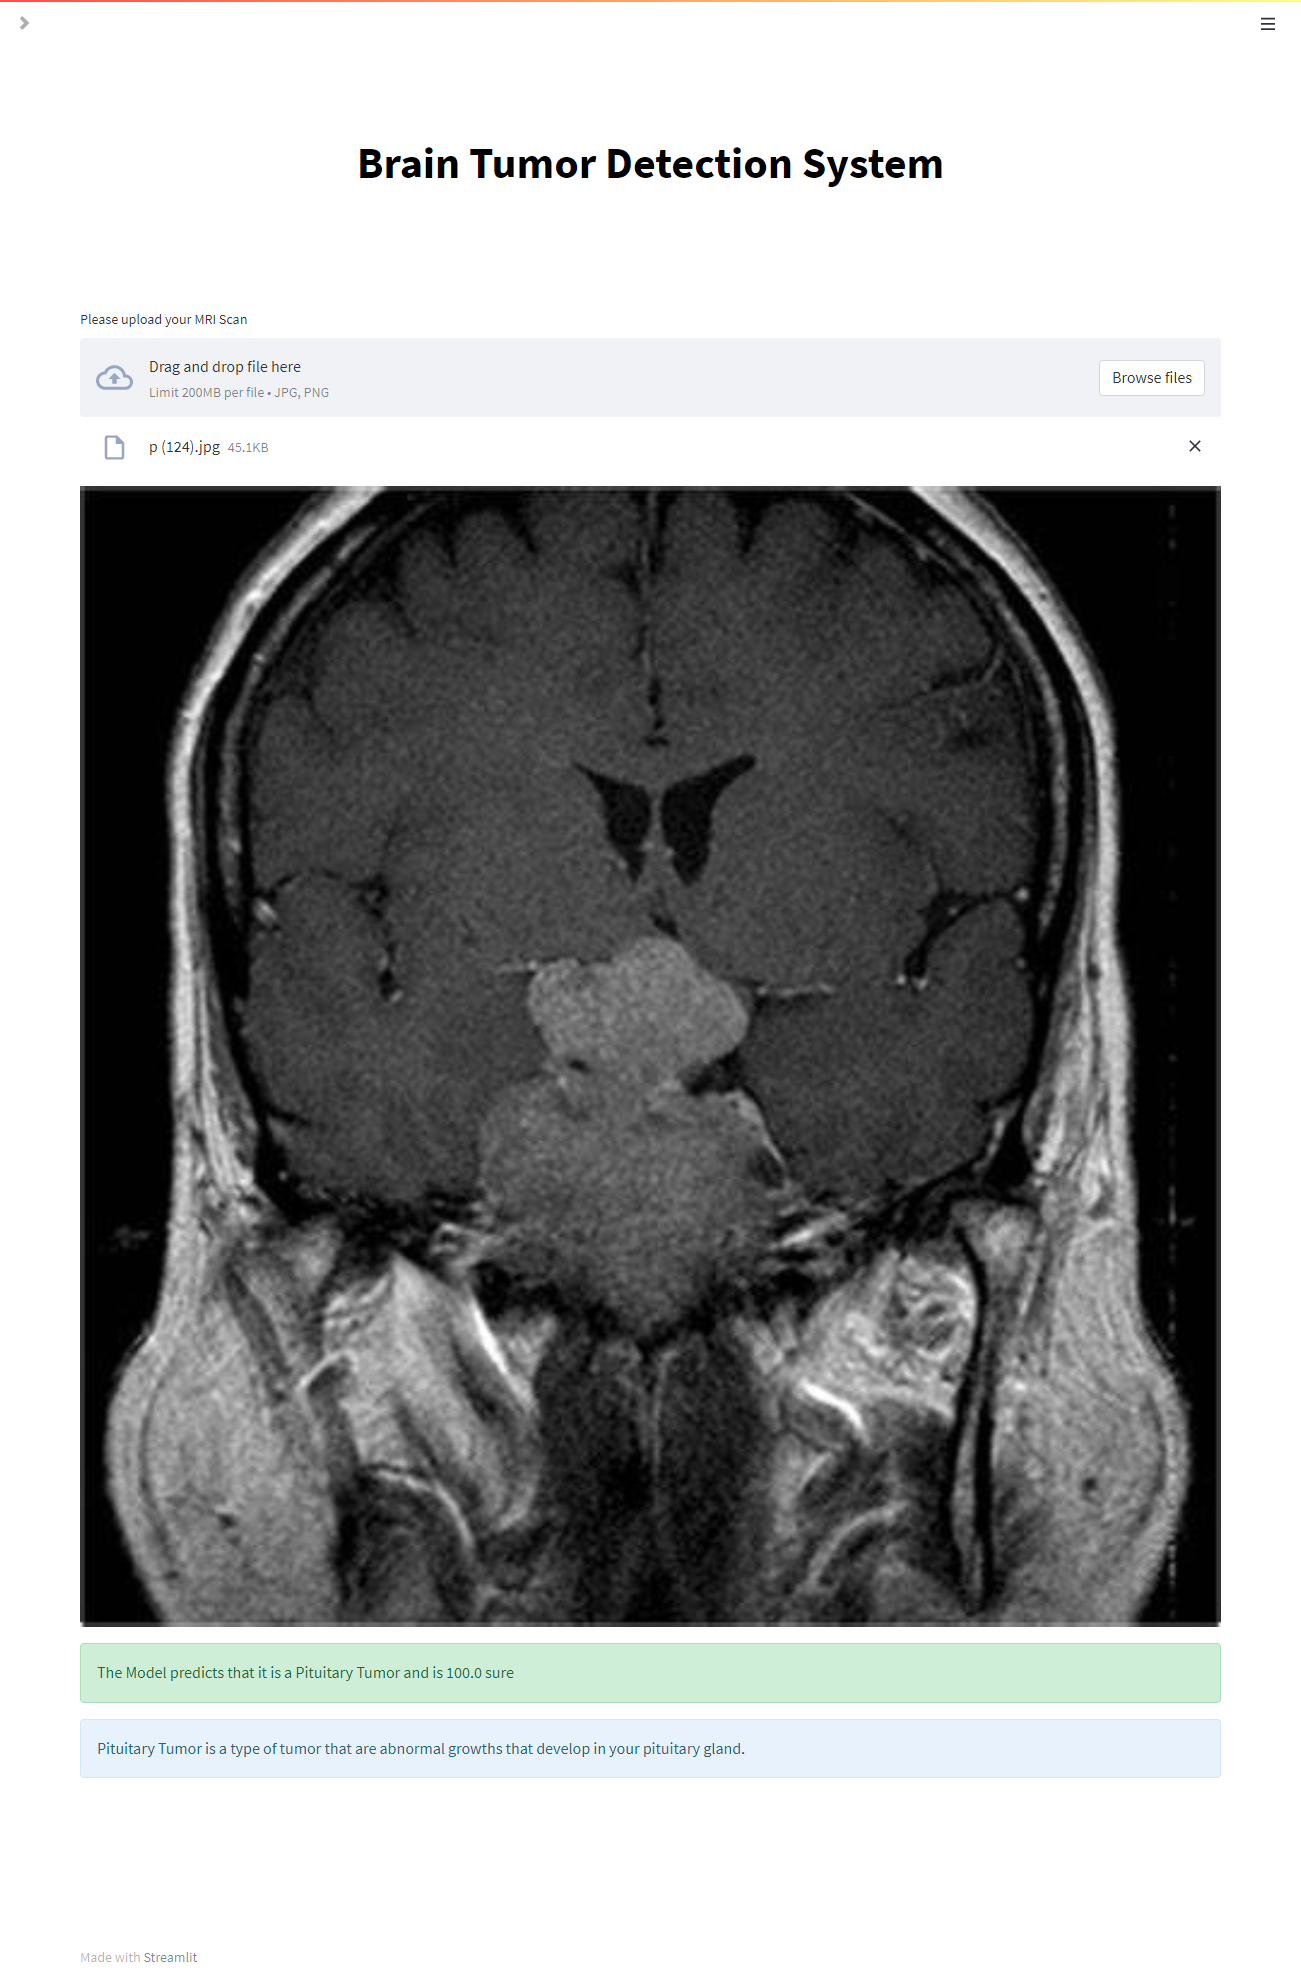 Brain Tumor Detection System
Please upload your MRI Scan
Drag and drop file here
Limit 200MB per file • JPG, PNG
Browse files
p (124).jpg 45.1KB
The Model predicts that it is a Pituitary Tumor and is 100.0 sure
Pituitary Tumor is a type of tumor that are abnormal growths that develop in your pituitary gland.
Made with Streamlit